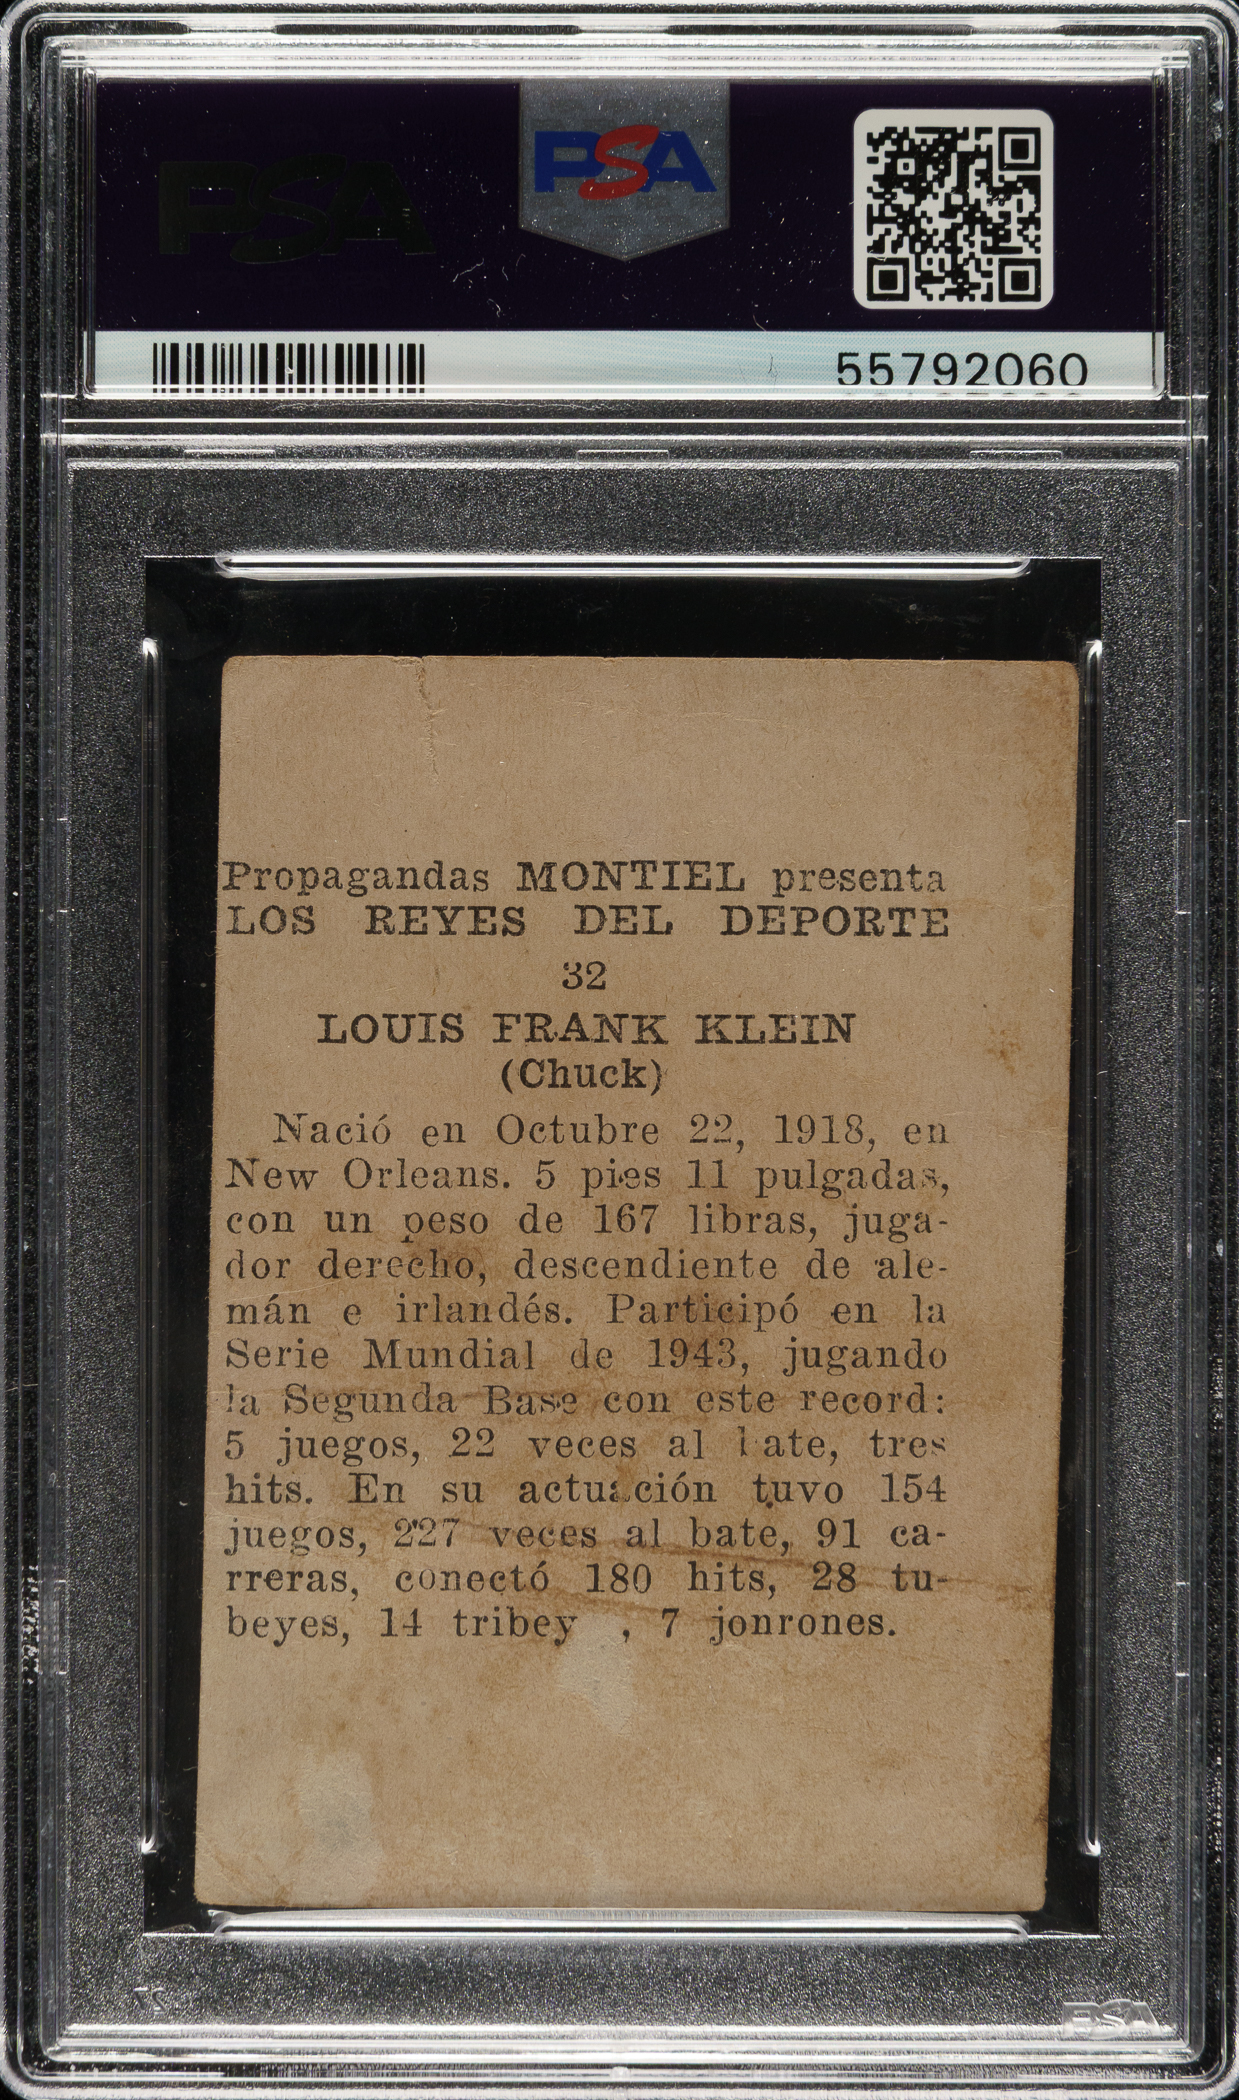 PSA
PSA
55792060
Propagandas MONTIEL presenta
LOS REYES DEL DEPORTE
32
LOUIS FRANK KLEIN
(Chuck)
Nació en Octubre 22, 1918, en
New Orleans. 5 pies 11 pulgadas,
con un peso de 167 libras, juga-
dor derecho, descendiente de ale-
mán e irlandés. Participó en la
Serie Mundial de 1943, jugando
la Segunda Base con este record:
5 juegos, 22 veces al bate, tres
hits. En su actuación tuvo 154
juegos, 227 veces al bate, 91 ca-
rreras, conectó 180 hits, 28 tu-
beyes, 14 tribey , 7 jonrones.
PSA